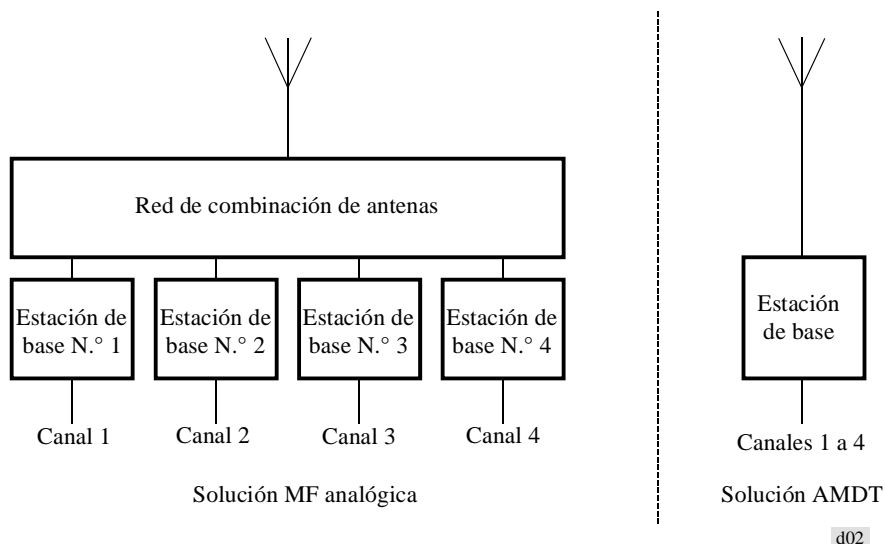 Red de combinación de antenas
Estación de
base N.° 1
Estación de
base N.° 2
Estación de
base N.° 3
Estación de
base N.° 4
Canal 1
Canal 2
Canal 3
Canal 4
Solución MF analógica
Estación
de base
Canales 1 a 4
Solución AMDT
d02